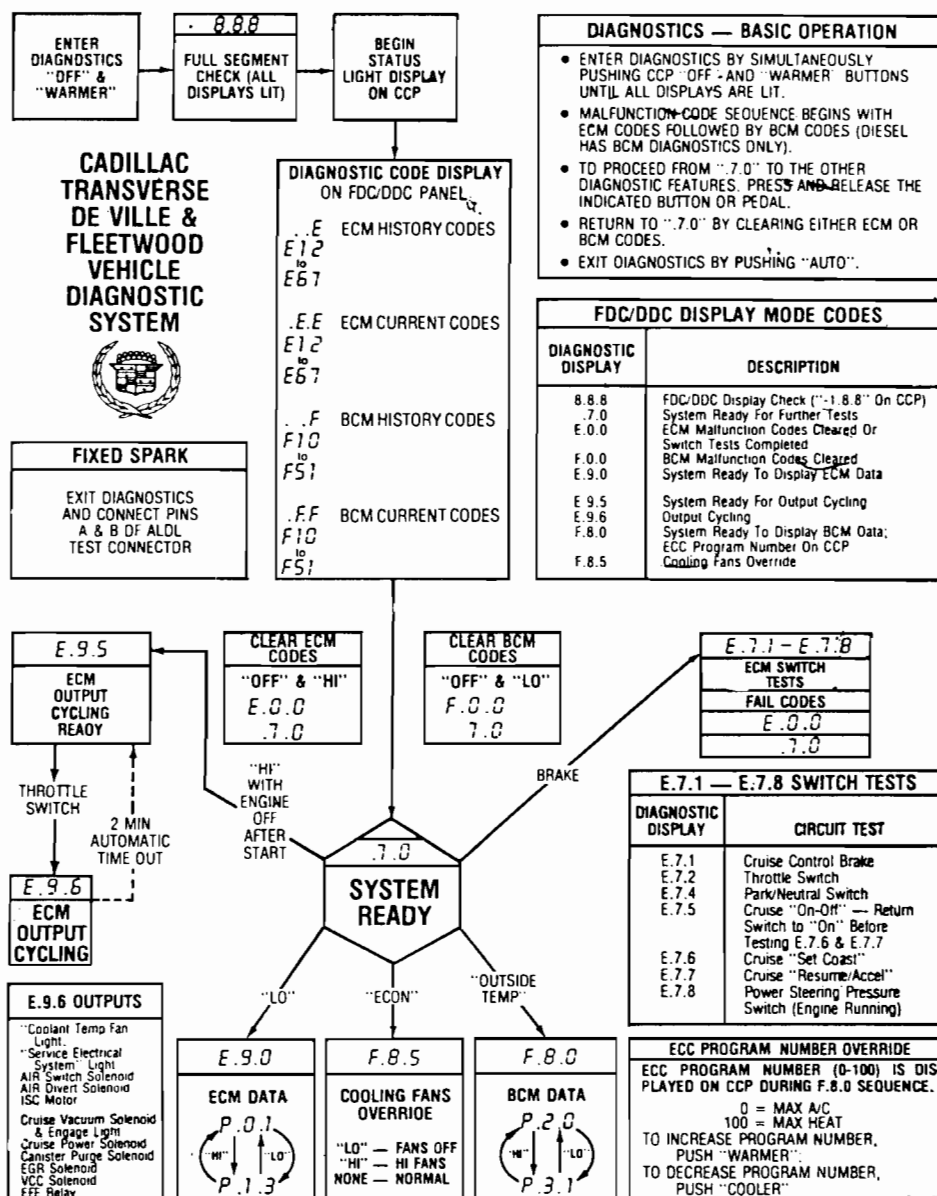 ENTER
DIAGNOSTICS
"OFF" &
"WARMER"
8.8.8
FULL SEGMENT
CHECK (ALL
DISPLAYS LIT)
BEGIN
STATUS
LIGHT DISPLAY
ON CCP
CADILLAC
TRANSVERSE
DE VILLE &
FLEETWOOD
VEHICLE
DIAGNOSTIC
SYSTEM
DIAGNOSTIC CODE DISPLAY
ON FDC/DDC PANEL
. .E ECM HISTORY CODES
E12
to
E67
.E.E ECM CURRENT CODES
E12
to
E67
. .F BCM HISTORY CODES
F10
to
F51
.F.F BCM CURRENT CODES
F10
to
F51
DIAGNOSTICS — BASIC OPERATION
• ENTER DIAGNOSTICS BY SIMULTANEOUSLY
PUSHING CCP "OFF" AND "WARMER" BUTTONS
UNTIL ALL DISPLAYS ARE LIT.
• MALFUNCTION CODE SEQUENCE BEGINS WITH
ECM CODES FOLLOWED BY BCM CODES (DIESEL
HAS BCM DIAGNOSTICS ONLY).
• TO PROCEED FROM ".7.0" TO THE OTHER
DIAGNOSTIC FEATURES. PRESS AND RELEASE THE
INDICATED BUTTON OR PEDAL.
• RETURN TO ".7.0" BY CLEARING EITHER ECM OR
BCM CODES.
• EXIT DIAGNOSTICS BY PUSHING "AUTO".
FDC/DDC DISPLAY MODE CODES
DIAGNOSTIC
DISPLAY
DESCRIPTION
8.8.8 FDC/DDC Display Check ("-1.8.8" On CCP)
.7.0 System Ready For Further Tests
E.0.0 ECM Malfunction Codes Cleared Or
Switch Tests Completed
F.0.0 BCM Malfunction Codes Cleared
E.9.0 System Ready To Display ECM Data
E 9.5 System Ready For Output Cycling
E.9.6 Output Cycling
F.8.0 System Ready To Display BCM Data;
ECC Program Number On CCP
F.8.5 Cooling Fans Override
FIXED SPARK
EXIT DIAGNOSTICS
AND CONNECT PINS
A & B OF ALDL
TEST CONNECTOR
E.9.5
ECM
OUTPUT
CYCLING
READY
THROTTLE
SWITCH
2 MIN
AUTOMATIC
TIME OUT
E.9.6
ECM
OUTPUT
CYCLING
CLEAR ECM
CODES
"OFF" & "HI"
E.0.0
.7.0
CLEAR BCM
CODES
"OFF" & "LO"
F.0.0
7.0
E.7.1 – E.7.8
ECM SWITCH
TESTS
FAIL CODES
E.0.0
.7.0
"HI"
WITH
ENGINE
OFF
AFTER
START
BRAKE
.7.0
SYSTEM
READY
"LO"
"ECON"
"OUTSIDE
TEMP"
E.7.1 — E.7.8 SWITCH TESTS
DIAGNOSTIC
DISPLAY
CIRCUIT TEST
E.7.1 Cruise Control Brake
E.7.2 Throttle Switch
E.7.4 Park/Neutral Switch
E.7.5 Cruise "On-Off" — Return
Switch to "On" Before
Testing E.7.6 & E.7.7
E.7.6 Cruise "Set Coast"
E.7.7 Cruise "Resume/Accel"
E.7.8 Power Steering Pressure
Switch (Engine Running)
E.9.6 OUTPUTS
"Coolant Temp Fan
Light.
"Service Electrical
System" Light
AIR Switch Solenoid
AIR Divert Solenoid
ISC Motor
Cruise Vacuum Solenoid
& Engage Light
Cruise Power Solenoid
Canister Purge Solenoid
EGR Solenoid
VCC Solenoid
EFE Relay
E.9.0
ECM DATA
P.0.1
"HI"
"LO"
P.1.3
F.8.5
COOLING FANS
OVERRIDE
"LO" — FANS OFF
"HI" — HI FANS
NONE — NORMAL
F.8.0
BCM DATA
P.2.0
"HI"
"LO"
P.3.1
ECC PROGRAM NUMBER OVERRIDE
ECC PROGRAM NUMBER (0-100) IS DIS
PLAYED ON CCP DURING F.8.0 SEQUENCE.
0 = MAX A/C
100 = MAX HEAT
TO INCREASE PROGRAM NUMBER,
PUSH "WARMER";
TO DECREASE PROGRAM NUMBER,
PUSH "COOLER"